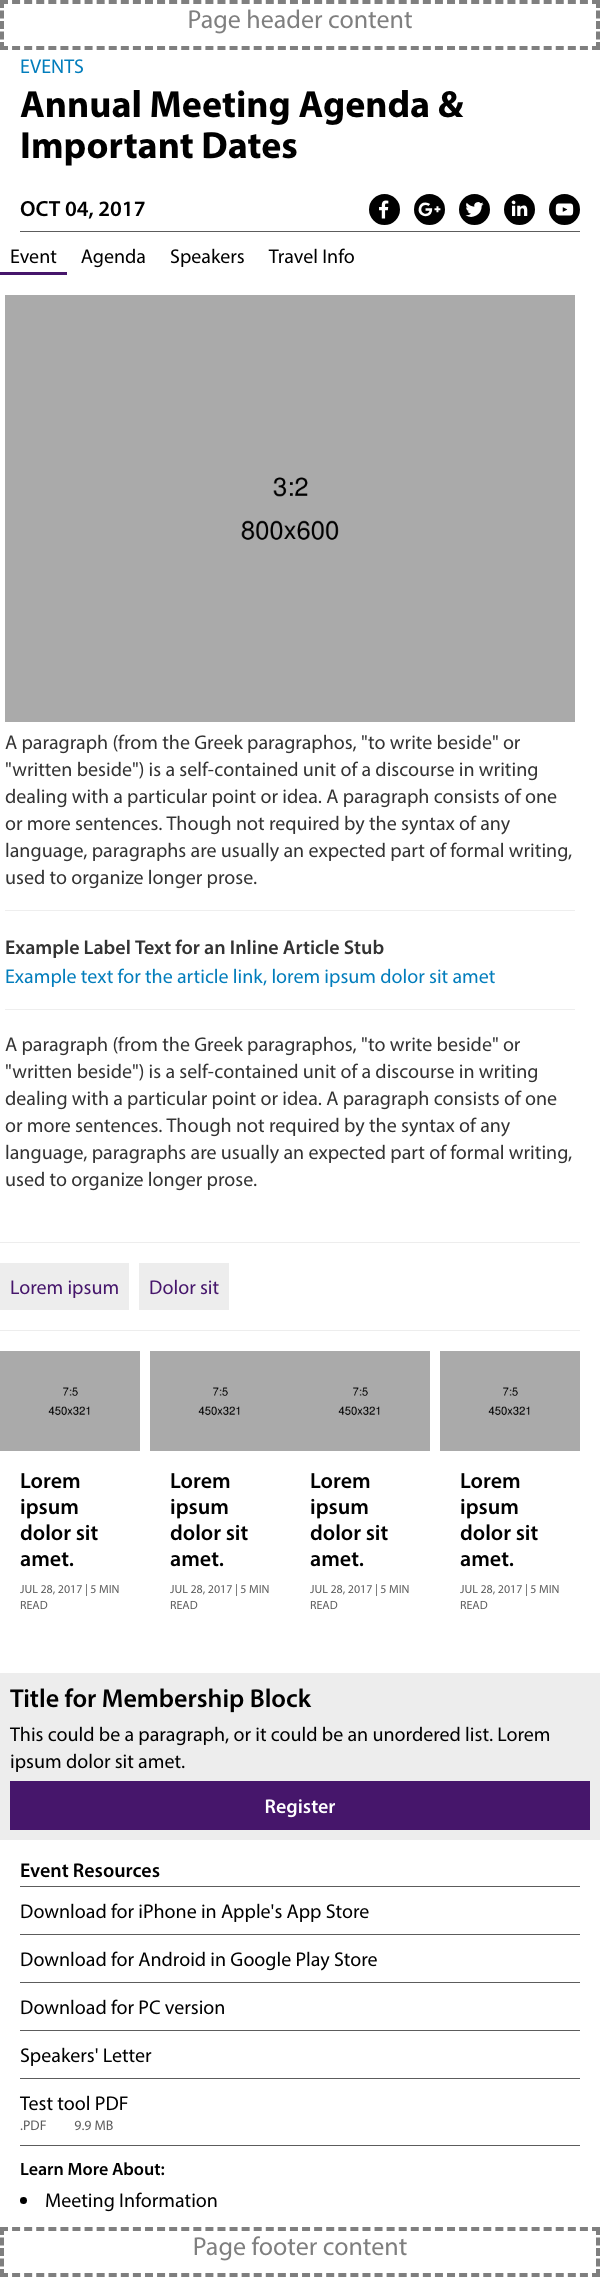 Page header content
EVENTS
Annual Meeting Agenda &
Important Dates
OCT 04, 2017
Event Agenda Speakers Travel Info
3:2
800x600
A paragraph (from the Greek paragraphos, "to write beside" or
"written beside") is a self-contained unit of a discourse in writing
dealing with a particular point or idea. A paragraph consists of one
or more sentences. Though not required by the syntax of any
language, paragraphs are usually an expected part of formal writing,
used to organize longer prose.
Example Label Text for an Inline Article Stub
Example text for the article link, lorem ipsum dolor sit amet
A paragraph (from the Greek paragraphos, "to write beside" or
"written beside") is a self-contained unit of a discourse in writing
dealing with a particular point or idea. A paragraph consists of one
or more sentences. Though not required by the syntax of any
language, paragraphs are usually an expected part of formal writing,
used to organize longer prose.
Lorem ipsum Dolor sit
7:5
450x321
Lorem
ipsum
dolor sit
amet.
JUL 28, 2017 | 5 MIN
READ
7:5
450x321
Lorem
ipsum
dolor sit
amet.
JUL 28, 2017 | 5 MIN
READ
7:5
450x321
Lorem
ipsum
dolor sit
amet.
JUL 28, 2017 | 5 MIN
READ
7:5
450x321
Lorem
ipsum
dolor sit
amet.
JUL 28, 2017 | 5 MIN
READ
Title for Membership Block
This could be a paragraph, or it could be an unordered list. Lorem
ipsum dolor sit amet.
Register
Event Resources
Download for iPhone in Apple's App Store
Download for Android in Google Play Store
Download for PC version
Speakers' Letter
Test tool PDF
.PDF 9.9 MB
Learn More About:
• Meeting Information
Page footer content